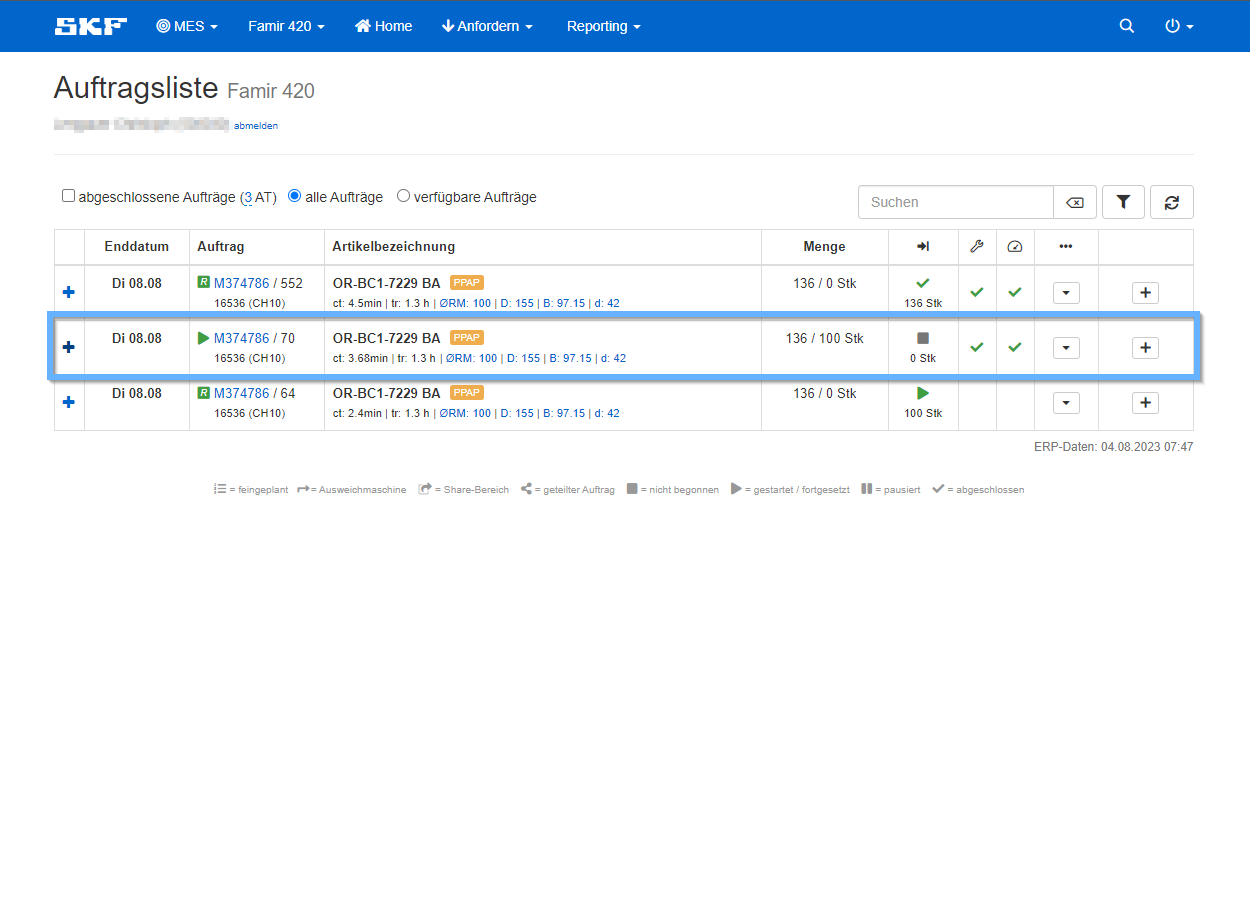 SKF MES Famir 420 Home Anfordern Reporting
Auftragsliste Famir 420
abmelden
abgeschlossene Aufträge (3 AT) alle Aufträge verfügbare Aufträge Suchen
Enddatum Auftrag Artikelbezeichnung Menge
Di 08.08 R M374786 / 552 OR-BC1-7229 BA PPAP 136 / 0 Stk
16536 (CH10) ct: 4.5min | tr: 1.3 h | ØRM: 100 | D: 155 | B: 97.15 | d: 42 136 Stk
Di 08.08 M374786 / 70 OR-BC1-7229 BA PPAP 136 / 100 Stk
16536 (CH10) ct: 3.68min | tr: 1.3 h | ØRM: 100 | D: 155 | B: 97.15 | d: 42 0 Stk
Di 08.08 R M374786 / 64 OR-BC1-7229 BA PPAP 136 / 0 Stk
16536 (CH10) ct: 2.4min | tr: 1.3 h | ØRM: 100 | D: 155 | B: 97.15 | d: 42 100 Stk
ERP-Daten: 04.08.2023 07:47
= feingeplant = Ausweichmaschine = Share-Bereich = geteilter Auftrag = nicht begonnen = gestartet / fortgesetzt = pausiert = abgeschlossen